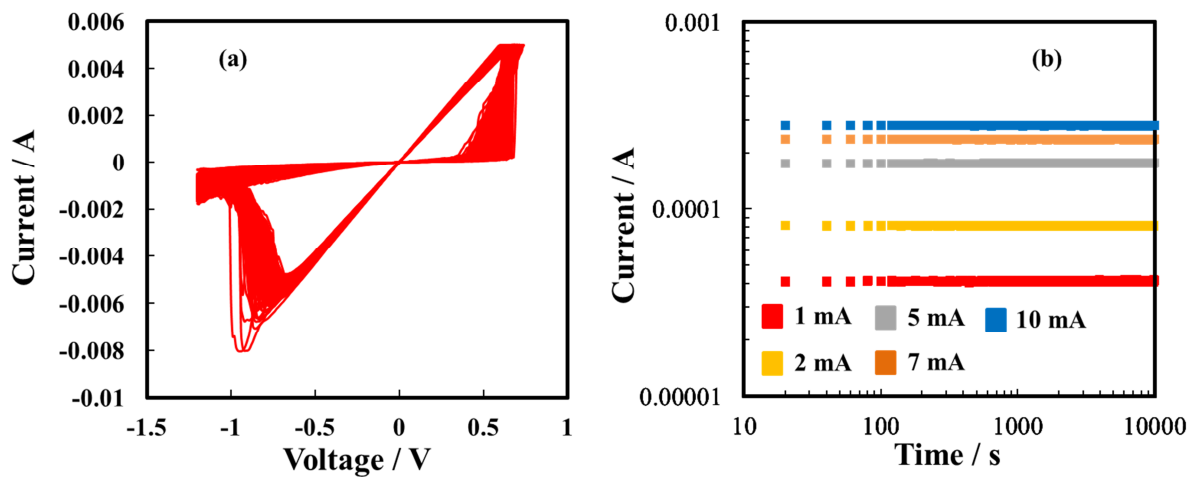 (a)
0.006
0.004
0.002
0
-0.002
-0.004
-0.006
-0.008
-0.01
-1.5 -1 -0.5 0 0.5 1
Current / A
Voltage / V
(b)
0.001
0.0001
0.00001
10 100 1000 10000
Current / A
Time / s
1 mA 5 mA 10 mA
2 mA 7 mA